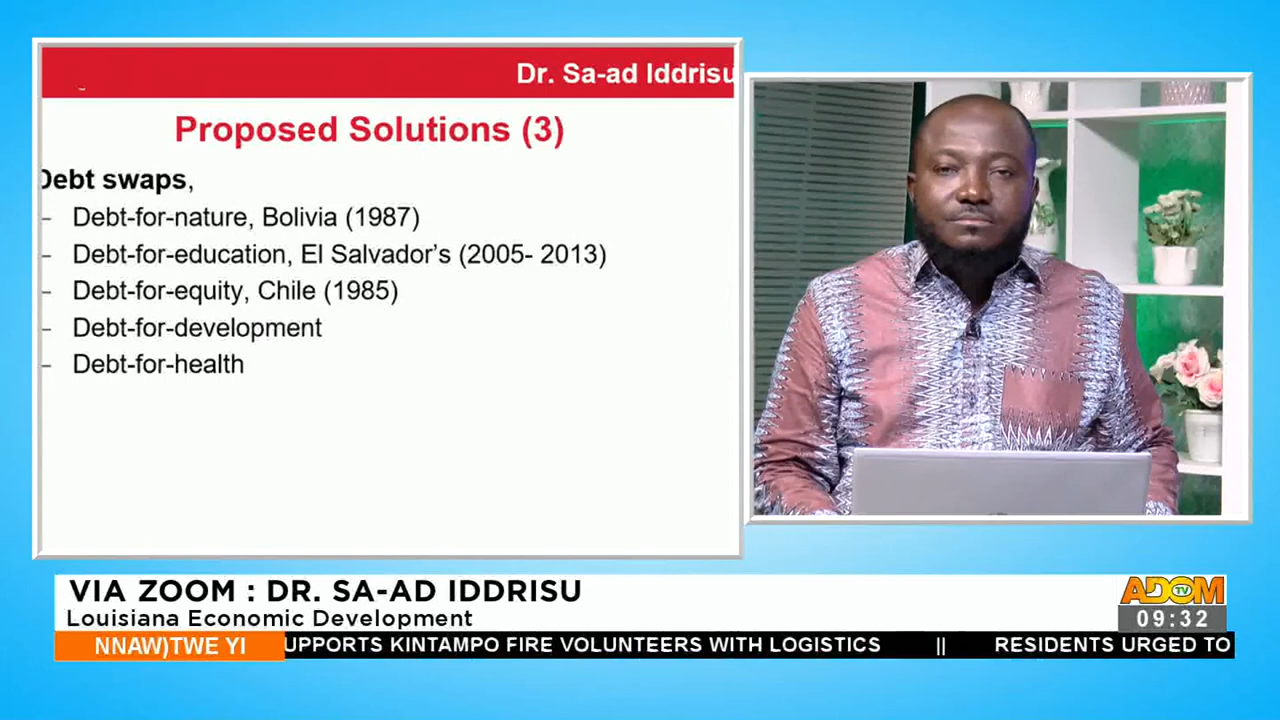 Dr. Sa-ad Iddrisu
Proposed Solutions (3)
Debt swaps,
– Debt-for-nature, Bolivia (1987)
– Debt-for-education, El Salvador’s (2005- 2013)
– Debt-for-equity, Chile (1985)
– Debt-for-development
– Debt-for-health
VIA ZOOM : DR. SA-AD IDDRISU
Louisiana Economic Development
ADOM TV
09:32
NNAW)TWE YI
UPPORTS KINTAMPO FIRE VOLUNTEERS WITH LOGISTICS || RESIDENTS URGED TO